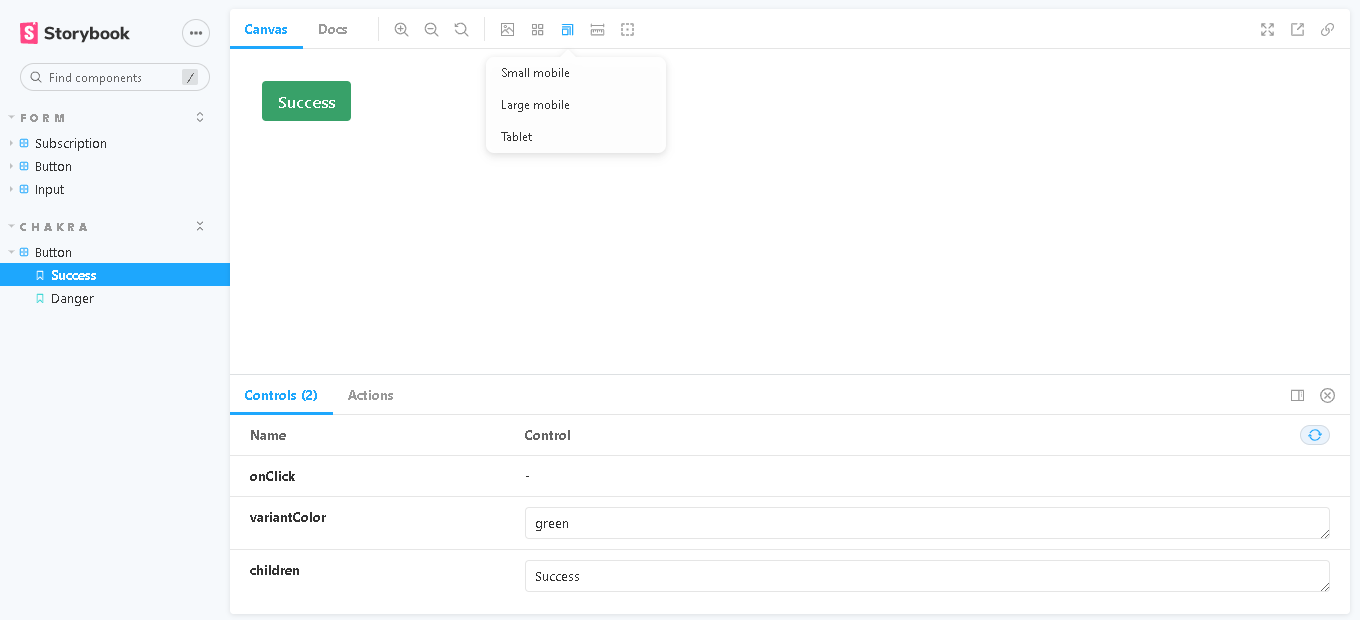 Storybook
Find components
/
FORM
Subscription
Button
Input
CHAKRA
Button
Success
Danger
Canvas
Docs
Success
Small mobile
Large mobile
Tablet
Controls (2)
Actions
Name
Control
onClick
-
variantColor
green
children
Success